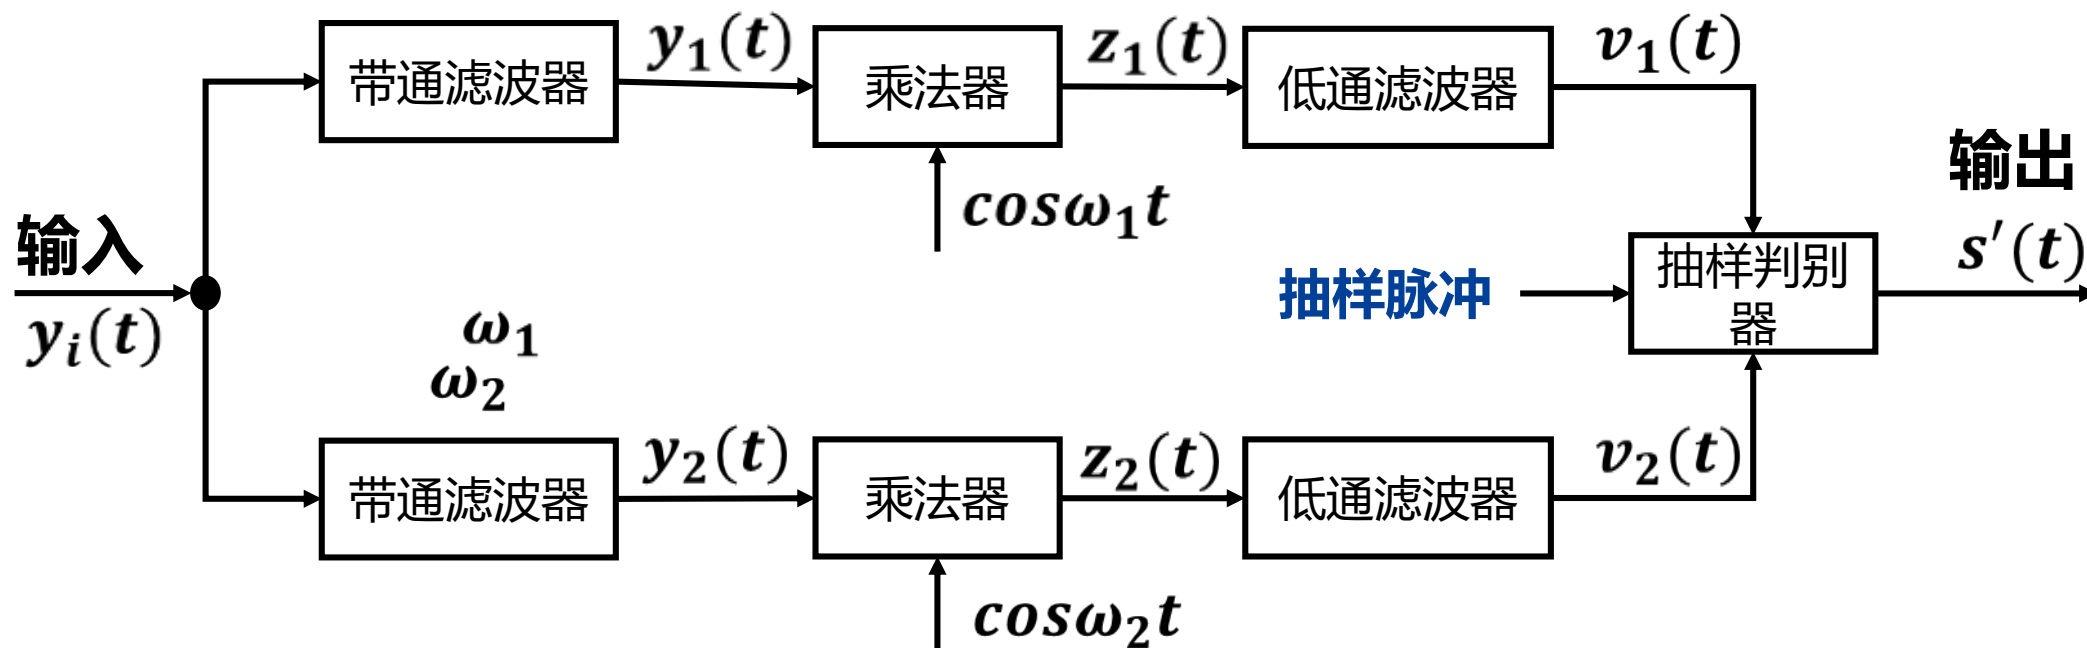 带通滤波器
y₁(t)
乘法器
z₁(t)
低通滤波器
v₁(t)
cosω₁t
输入
yᵢ(t)
ω₁
ω₂
抽样脉冲
抽样判别
器
输出
s′(t)
带通滤波器
y₂(t)
乘法器
z₂(t)
低通滤波器
v₂(t)
cosω₂t